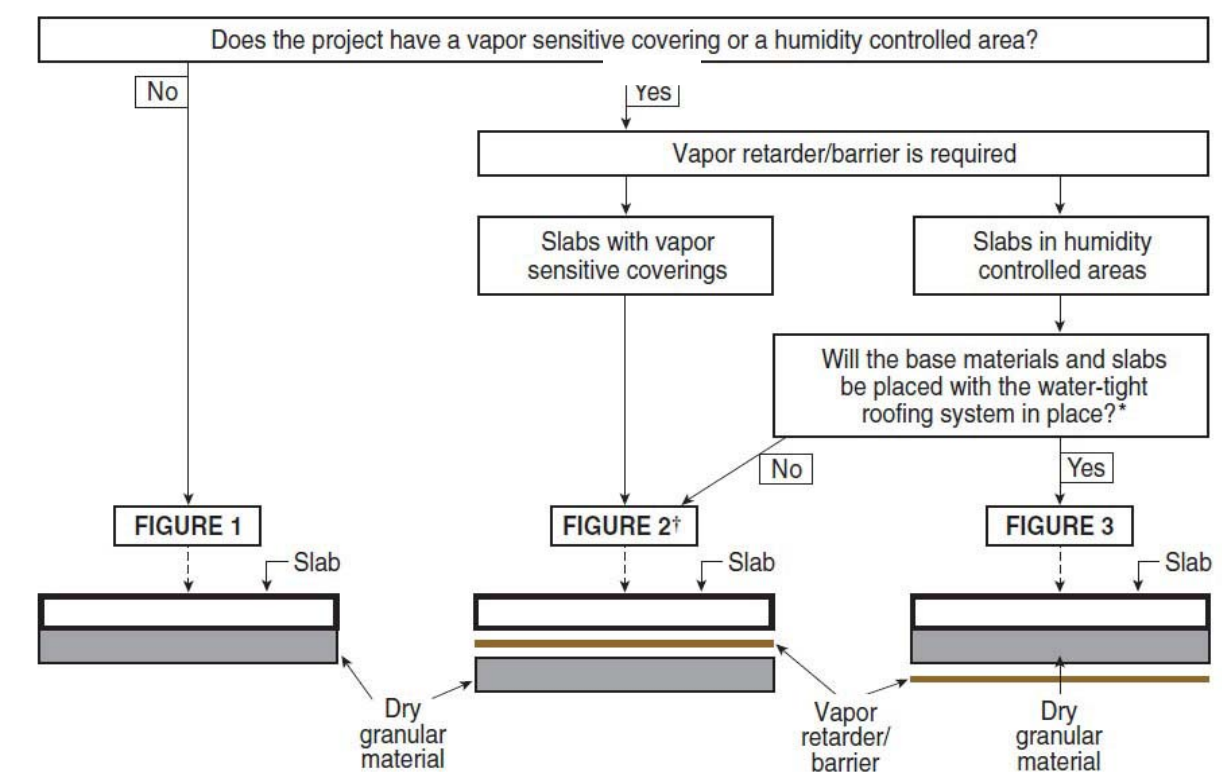 Does the project have a vapor sensitive covering or a humidity controlled area?
No
Yes
Vapor retarder/barrier is required
Slabs with vapor
sensitive coverings
Slabs in humidity
controlled areas
Will the base materials and slabs
be placed with the water-tight
roofing system in place?*
No
Yes
FIGURE 1
FIGURE 2†
FIGURE 3
Slab
Slab
Slab
Dry
granular
material
Vapor
retarder/
barrier
Dry
granular
material